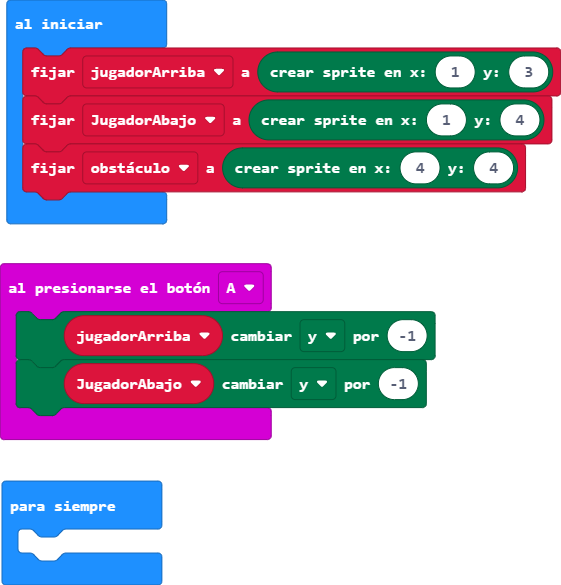 al iniciar
fijar jugadorArriba a crear sprite en x: 1 y: 3
fijar JugadorAbajo a crear sprite en x: 1 y: 4
fijar obstáculo a crear sprite en x: 4 y: 4
al presionarse el botón A
jugadorArriba cambiar y por -1
JugadorAbajo cambiar y por -1
para siempre